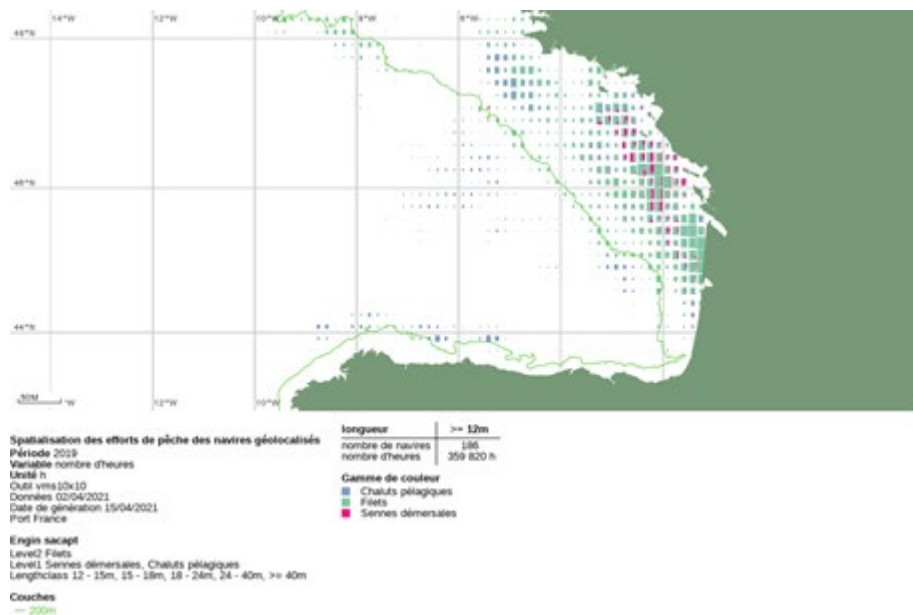 14°W 12°W 10°W 8°W 6°W
48°N
46°N
44°N
50M °W 12°W 10°W
Spatialisation des efforts de pêche des navires géolocalisés
Période 2019
Variable nombre d'heures
Unité h
Outil vms10x10
Données 02/04/2021
Date de génération 15/04/2021
Port France
Engin sacapt
Level2 Filets
Level1 Sennes démersales, Chaluts pélagiques
Lengthclass 12 - 15m, 15 - 18m, 18 - 24m, 24 - 40m, >= 40m
Couches
200m
longueur >= 12m
nombre de navires 186
nombre d'heures 359 820 h
Gamme de couleur
Chaluts pélagiques
Filets
Sennes démersales